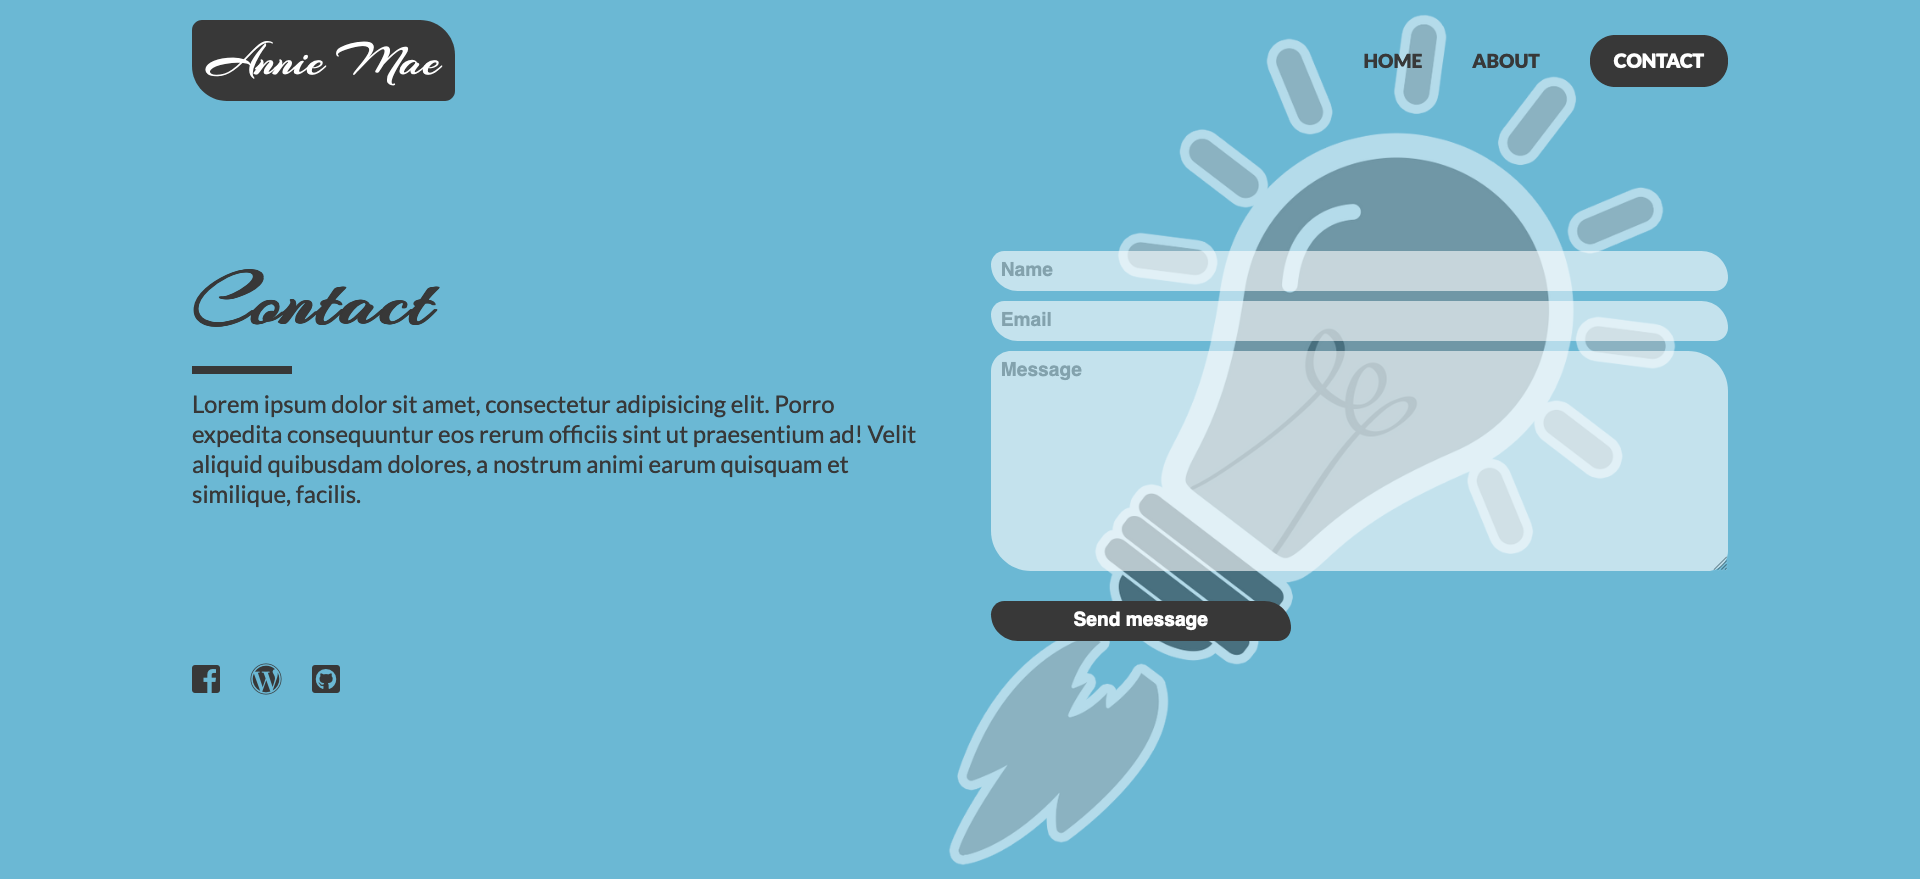 Annie Mae
HOME ABOUT CONTACT
Contact
Lorem ipsum dolor sit amet, consectetur adipisicing elit. Porro
expedita consequuntur eos rerum officiis sint ut praesentium ad! Velit
aliquid quibusdam dolores, a nostrum animi earum quisquam et
similique, facilis.
Name
Email
Message
Send message